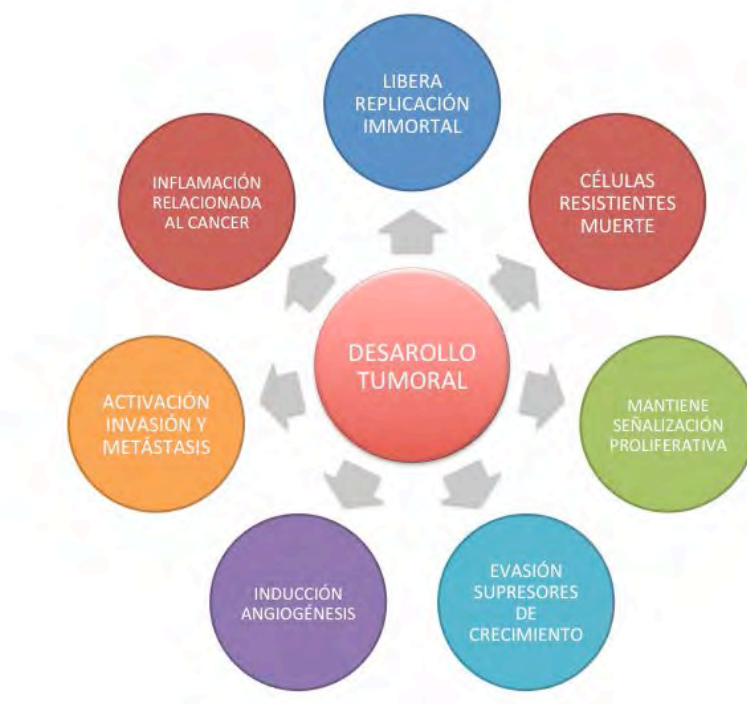 LIBERA
REPLICACIÓN
IMMORTAL
CÉLULAS
RESISTIENTES
MUERTE
MANTIENE
SEÑALIZACIÓN
PROLIFERATIVA
EVASIÓN
SUPRESORES
DE
CRECIMIENTO
INDUCCIÓN
ANGIOGÉNESIS
ACTIVACIÓN
INVASIÓN Y
METÁSTASIS
INFLAMACIÓN
RELACIONADA
AL CANCER
DESAROLLO
TUMORAL